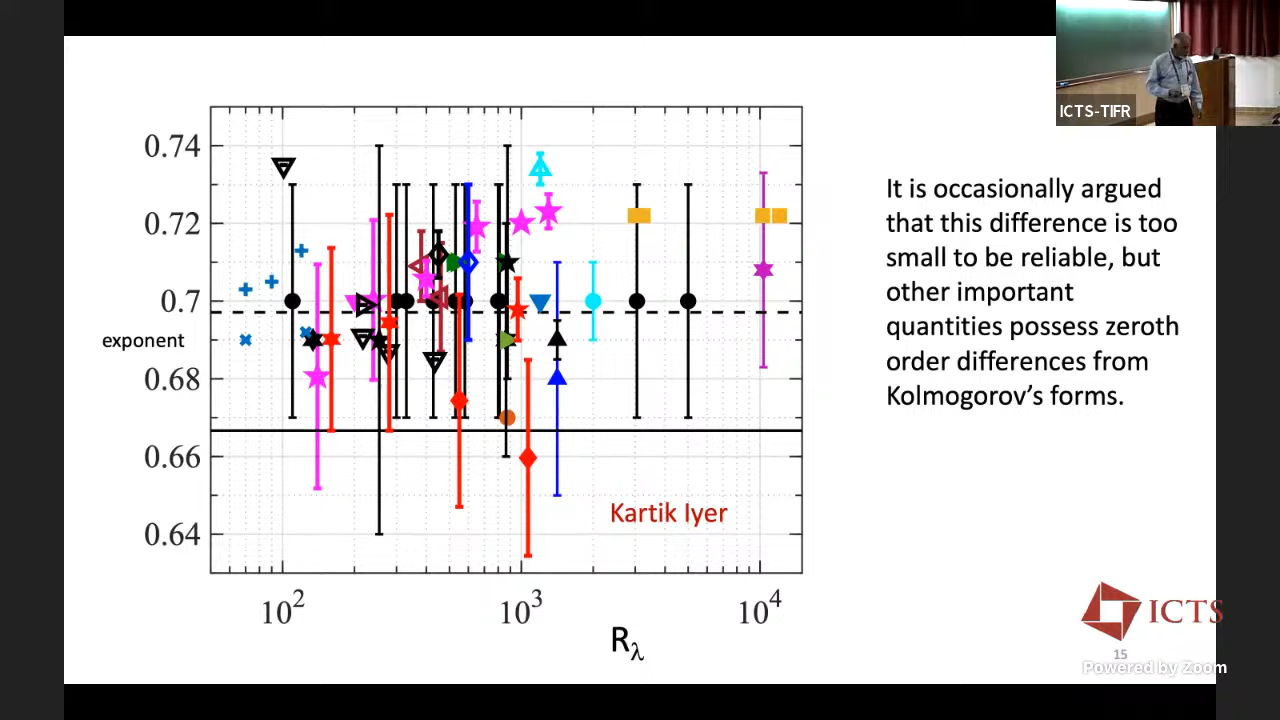 ICTS-TIFR
0.74
0.72
0.7
0.68
0.66
0.64
exponent
10²
10³
10⁴
Rλ
Kartik Iyer
It is occasionally argued
that this difference is too
small to be reliable, but
other important
quantities possess zeroth
order differences from
Kolmogorov’s forms.
ICTS
15
Powered by Zoom